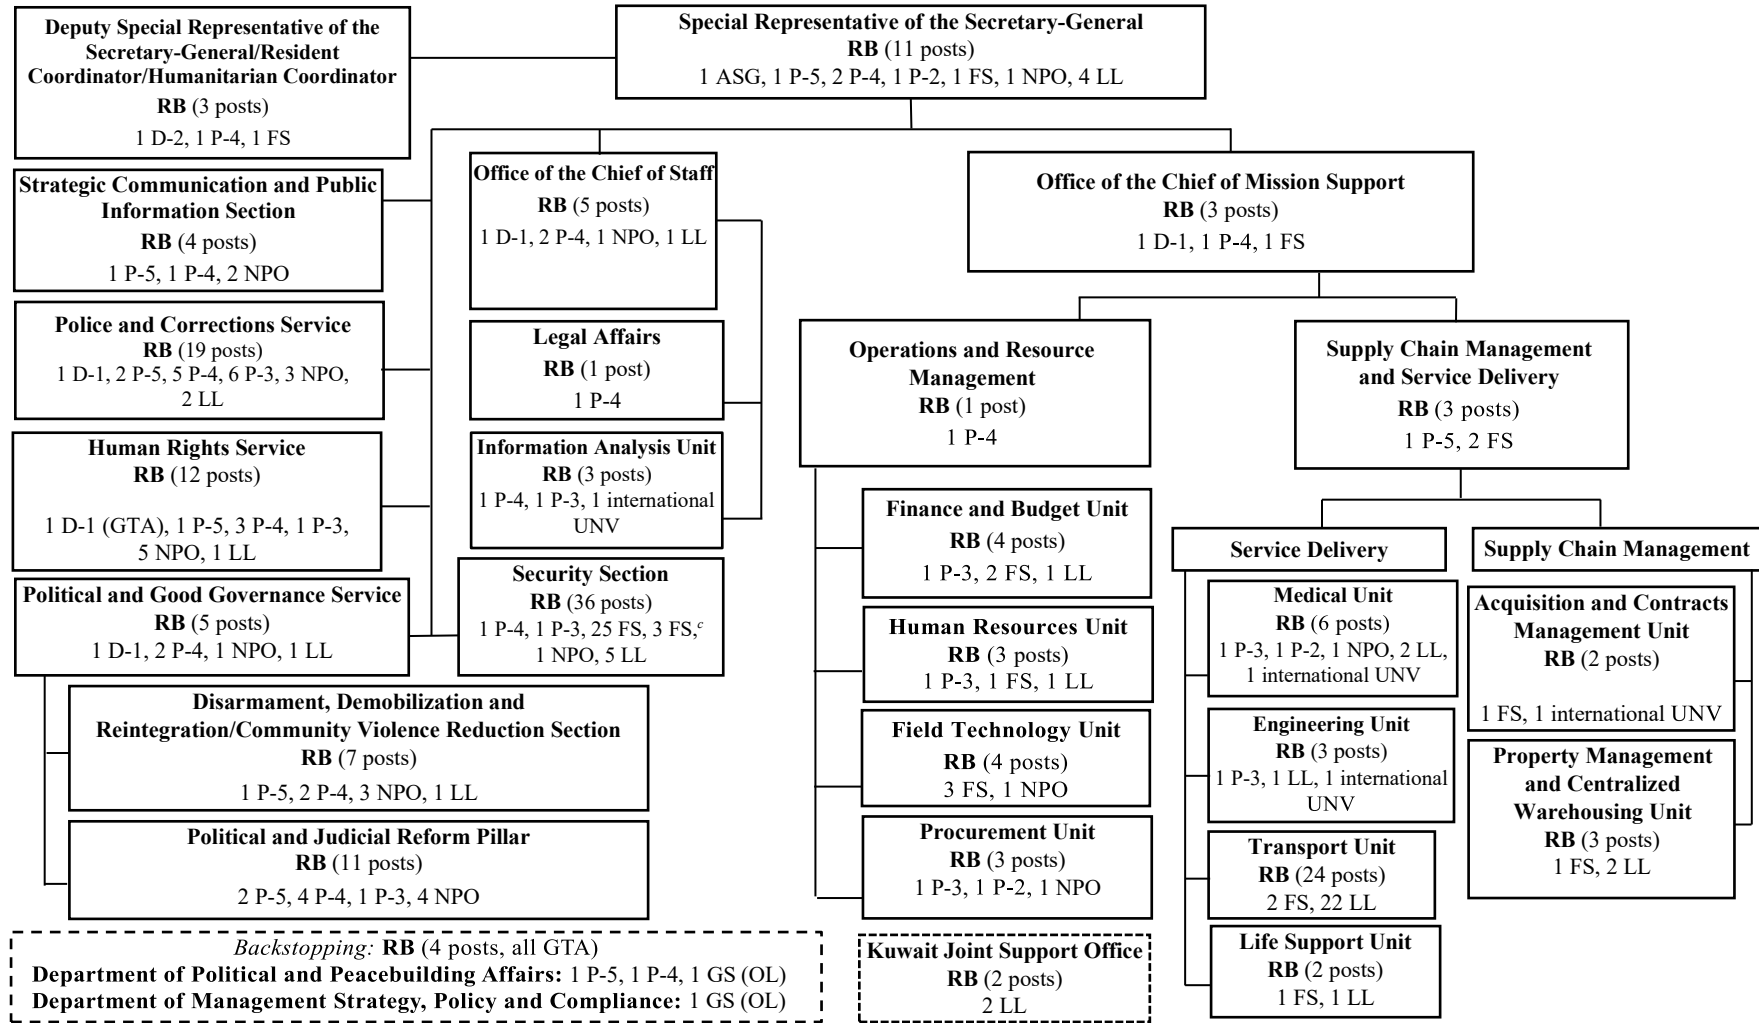 Deputy Special Representative of the
Secretary-General/Resident
Coordinator/Humanitarian Coordinator
RB (3 posts)
1 D-2, 1 P-4, 1 FS
Special Representative of the Secretary-General
RB (11 posts)
1 ASG, 1 P-5, 2 P-4, 1 P-2, 1 FS, 1 NPO, 4 LL
Strategic Communication and Public
Information Section
RB (4 posts)
1 P-5, 1 P-4, 2 NPO
Police and Corrections Service
RB (19 posts)
1 D-1, 2 P-5, 5 P-4, 6 P-3, 3 NPO,
2 LL
Human Rights Service
RB (12 posts)
1 D-1 (GTA), 1 P-5, 3 P-4, 1 P-3,
5 NPO, 1 LL
Political and Good Governance Service
RB (5 posts)
1 D-1, 2 P-4, 1 NPO, 1 LL
Disarmament, Demobilization and
Reintegration/Community Violence Reduction Section
RB (7 posts)
1 P-5, 2 P-4, 3 NPO, 1 LL
Political and Judicial Reform Pillar
RB (11 posts)
2 P-5, 4 P-4, 1 P-3, 4 NPO
Office of the Chief of Staff
RB (5 posts)
1 D-1, 2 P-4, 1 NPO, 1 LL
Legal Affairs
RB (1 post)
1 P-4
Information Analysis Unit
RB (3 posts)
1 P-4, 1 P-3, 1 international
UNV
Security Section
RB (36 posts)
1 P-4, 1 P-3, 25 FS, 3 FS,c
1 NPO, 5 LL
Office of the Chief of Mission Support
RB (3 posts)
1 D-1, 1 P-4, 1 FS
Operations and Resource
Management
RB (1 post)
1 P-4
Finance and Budget Unit
RB (4 posts)
1 P-3, 2 FS, 1 LL
Human Resources Unit
RB (3 posts)
1 P-3, 1 FS, 1 LL
Field Technology Unit
RB (4 posts)
3 FS, 1 NPO
Procurement Unit
RB (3 posts)
1 P-3, 1 P-2, 1 NPO
Supply Chain Management
and Service Delivery
RB (3 posts)
1 P-5, 2 FS
Service Delivery
Medical Unit
RB (6 posts)
1 P-3, 1 P-2, 1 NPO, 2 LL,
1 international UNV
Engineering Unit
RB (3 posts)
1 P-3, 1 LL, 1 international
UNV
Transport Unit
RB (24 posts)
2 FS, 22 LL
Life Support Unit
RB (2 posts)
1 FS, 1 LL
Supply Chain Management
Acquisition and Contracts
Management Unit
RB (2 posts)
1 FS, 1 international UNV
Property Management
and Centralized
Warehousing Unit
RB (3 posts)
1 FS, 2 LL
Backstopping: RB (4 posts, all GTA)
Department of Political and Peacebuilding Affairs: 1 P-5, 1 P-4, 1 GS (OL)
Department of Management Strategy, Policy and Compliance: 1 GS (OL)
Kuwait Joint Support Office
RB (2 posts)
2 LL